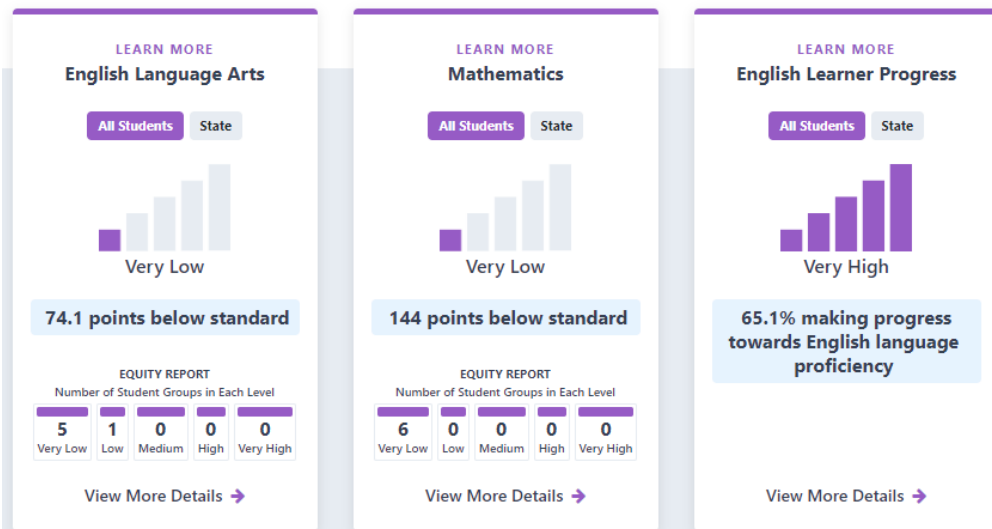 LEARN MORE
English Language Arts
All Students State
Very Low
74.1 points below standard
EQUITY REPORT
Number of Student Groups in Each Level
5 1 0 0 0
Very Low Low Medium High Very High
View More Details →
LEARN MORE
Mathematics
All Students State
Very Low
144 points below standard
EQUITY REPORT
Number of Student Groups in Each Level
6 0 0 0 0
Very Low Low Medium High Very High
View More Details →
LEARN MORE
English Learner Progress
All Students State
Very High
65.1% making progress
towards English language
proficiency
View More Details →